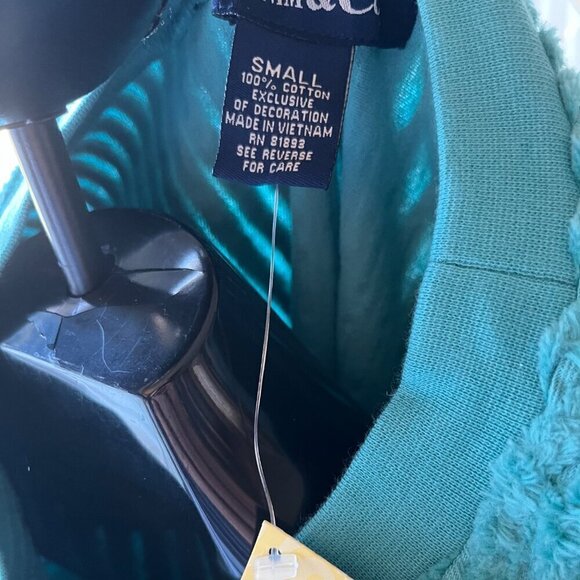 SMALL
100% COTTON
EXCLUSIVE
OF DECORATION
MADE IN VIETNAM
RN 81893
SEE REVERSE
FOR CARE